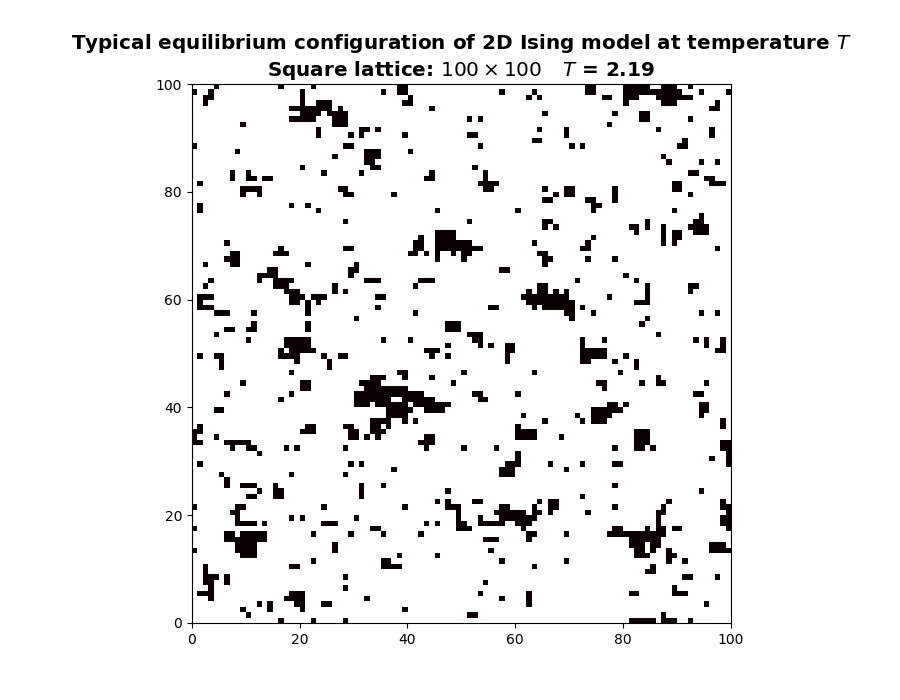 Typical equilibrium configuration of 2D Ising model at temperature T
Square lattice: 100 × 100 T = 2.19
100
80
60
40
20
0
0 20 40 60 80 100